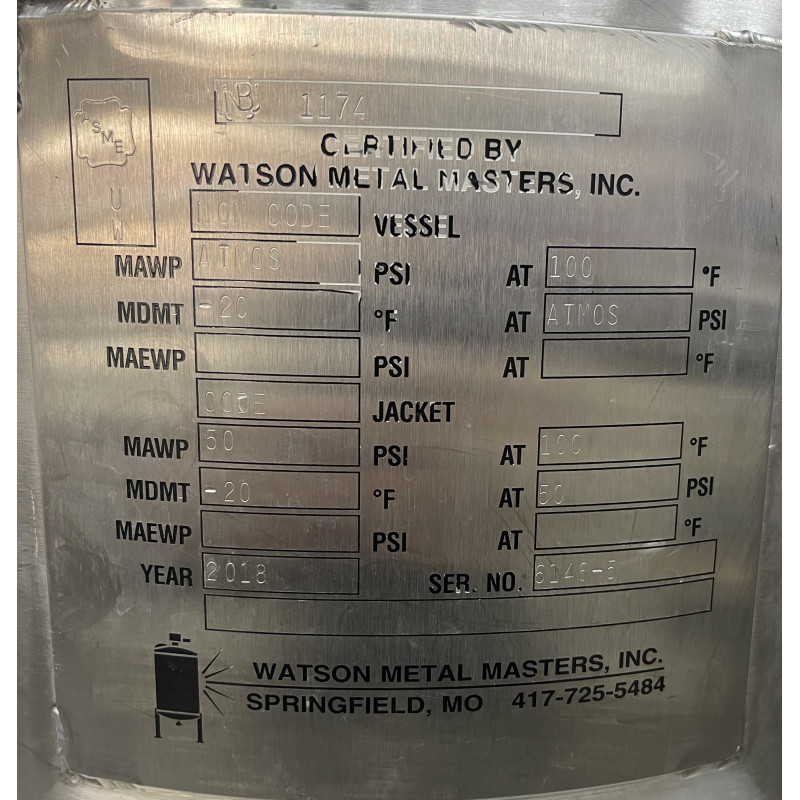 NB 1174
ASME
U
W
CERTIFIED BY
WATSON METAL MASTERS, INC.
NON CODE VESSEL
MAWP ATMOS PSI AT 100 °F
MDMT -20 °F AT ATMOS PSI
MAEWP PSI AT °F
CODE JACKET
MAWP 50 PSI AT 100 °F
MDMT -20 °F AT 50 PSI
MAEWP PSI AT °F
YEAR 2018 SER. NO.
WATSON METAL MASTERS, INC.
SPRINGFIELD, MO 417-725-5484